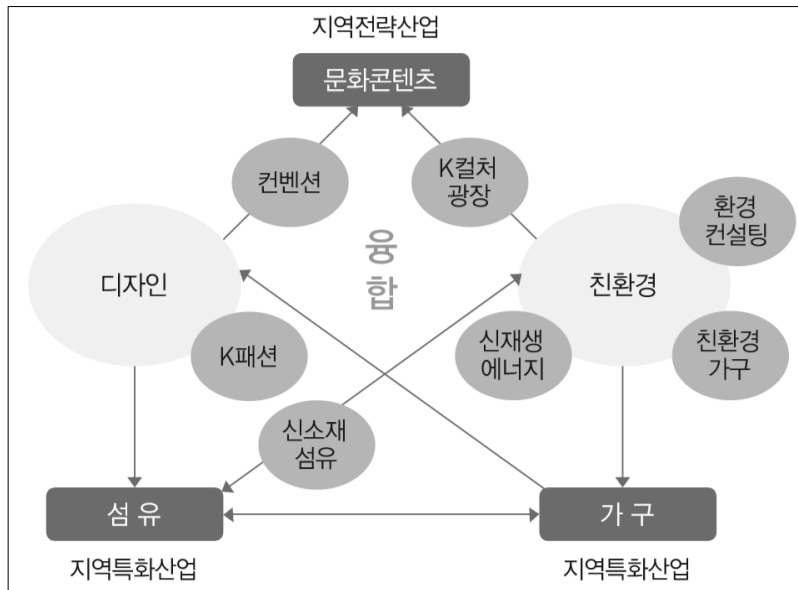 지역전략산업
문화콘텐츠
컨벤션
K컬처
광장
환경
컨설팅
융
합
디자인
친환경
K패션
신재생
에너지
친환경
가구
신소재
섬유
섬 유
가 구
지역특화산업
지역특화산업